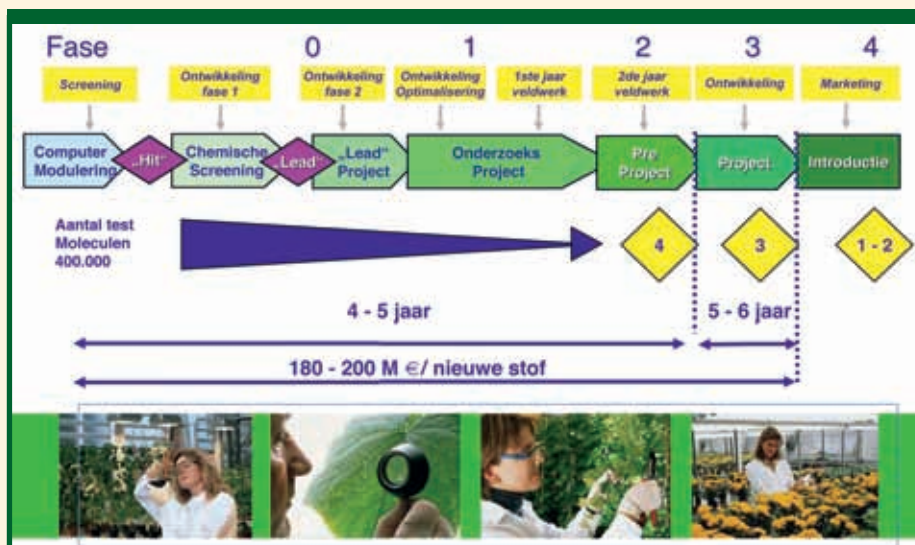 Fase 0 1 2 3 4
Screening
Ontwikkeling
fase 1
Ontwikkeling
fase 2
Ontwikkeling
Optimalisering
1ste jaar
veldwerk
2de jaar
veldwerk
Ontwikkeling
Marketing
Computer
Modulering
„Hit"
Chemische
Screening
„Lead"
„Lead"
Project
Onderzoeks
Project
Pre
Project
Project
Introductie
Aantal test
Moleculen
400.000
4
3
1 - 2
4 - 5 jaar
5 - 6 jaar
180 - 200 M €/ nieuwe stof